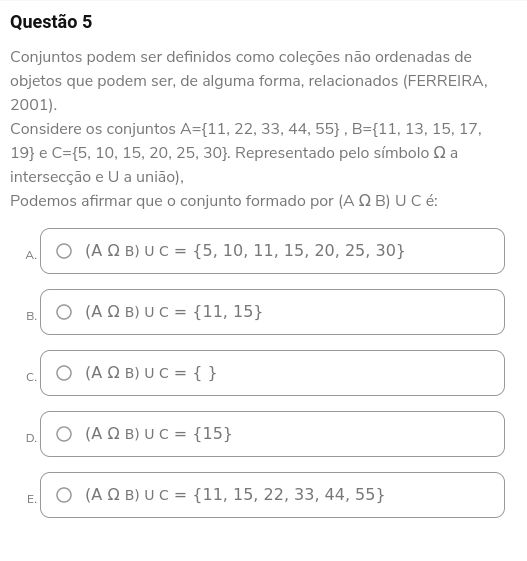 Questão 5
Conjuntos podem ser definidos como coleções não ordenadas de
objetos que podem ser, de alguma forma, relacionados (FERREIRA,
2001).
Considere os conjuntos A={11, 22, 33, 44, 55} , B={11, 13, 15, 17,
19} e C={5, 10, 15, 20, 25, 30}. Representado pelo símbolo Ω a
intersecção e U a união),
Podemos afirmar que o conjunto formado por (A Ω B) U C é:
A. (A Ω B) U C = {5, 10, 11, 15, 20, 25, 30}
B. (A Ω B) U C = {11, 15}
C. (A Ω B) U C = { }
D. (A Ω B) U C = {15}
E. (A Ω B) U C = {11, 15, 22, 33, 44, 55}